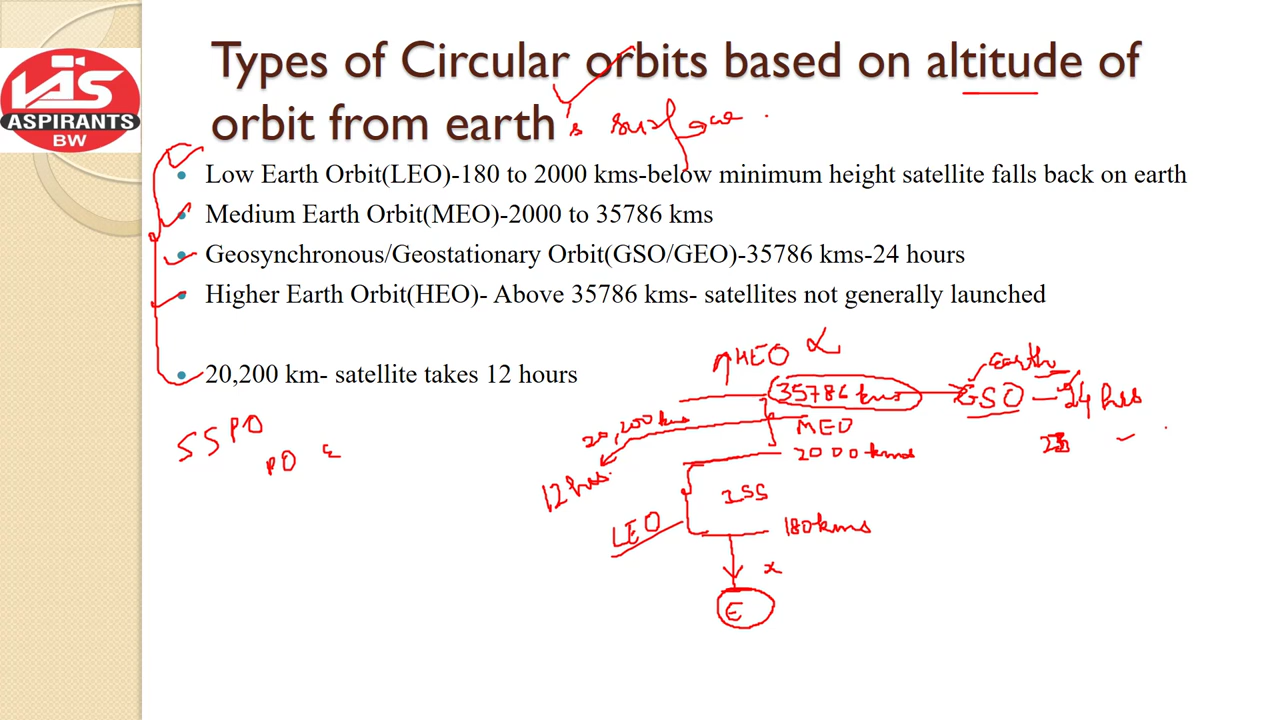 IAS
ASPIRANTS
BW
Types of Circular orbits based on altitude of
orbit from earth's surface.
Low Earth Orbit(LEO)-180 to 2000 kms-below minimum height satellite falls back on earth
Medium Earth Orbit(MEO)-2000 to 35786 kms
Geosynchronous/Geostationary Orbit(GSO/GEO)-35786 kms-24 hours
Higher Earth Orbit(HEO)- Above 35786 kms- satellites not generally launched
20,200 km- satellite takes 12 hours
HEO
earth
35786 kms GSO - 24 hrs
20,200 kms MEO
2000 kms
SSPO
PO
12 hrs.
ISS
LEO 180 kms
x
E